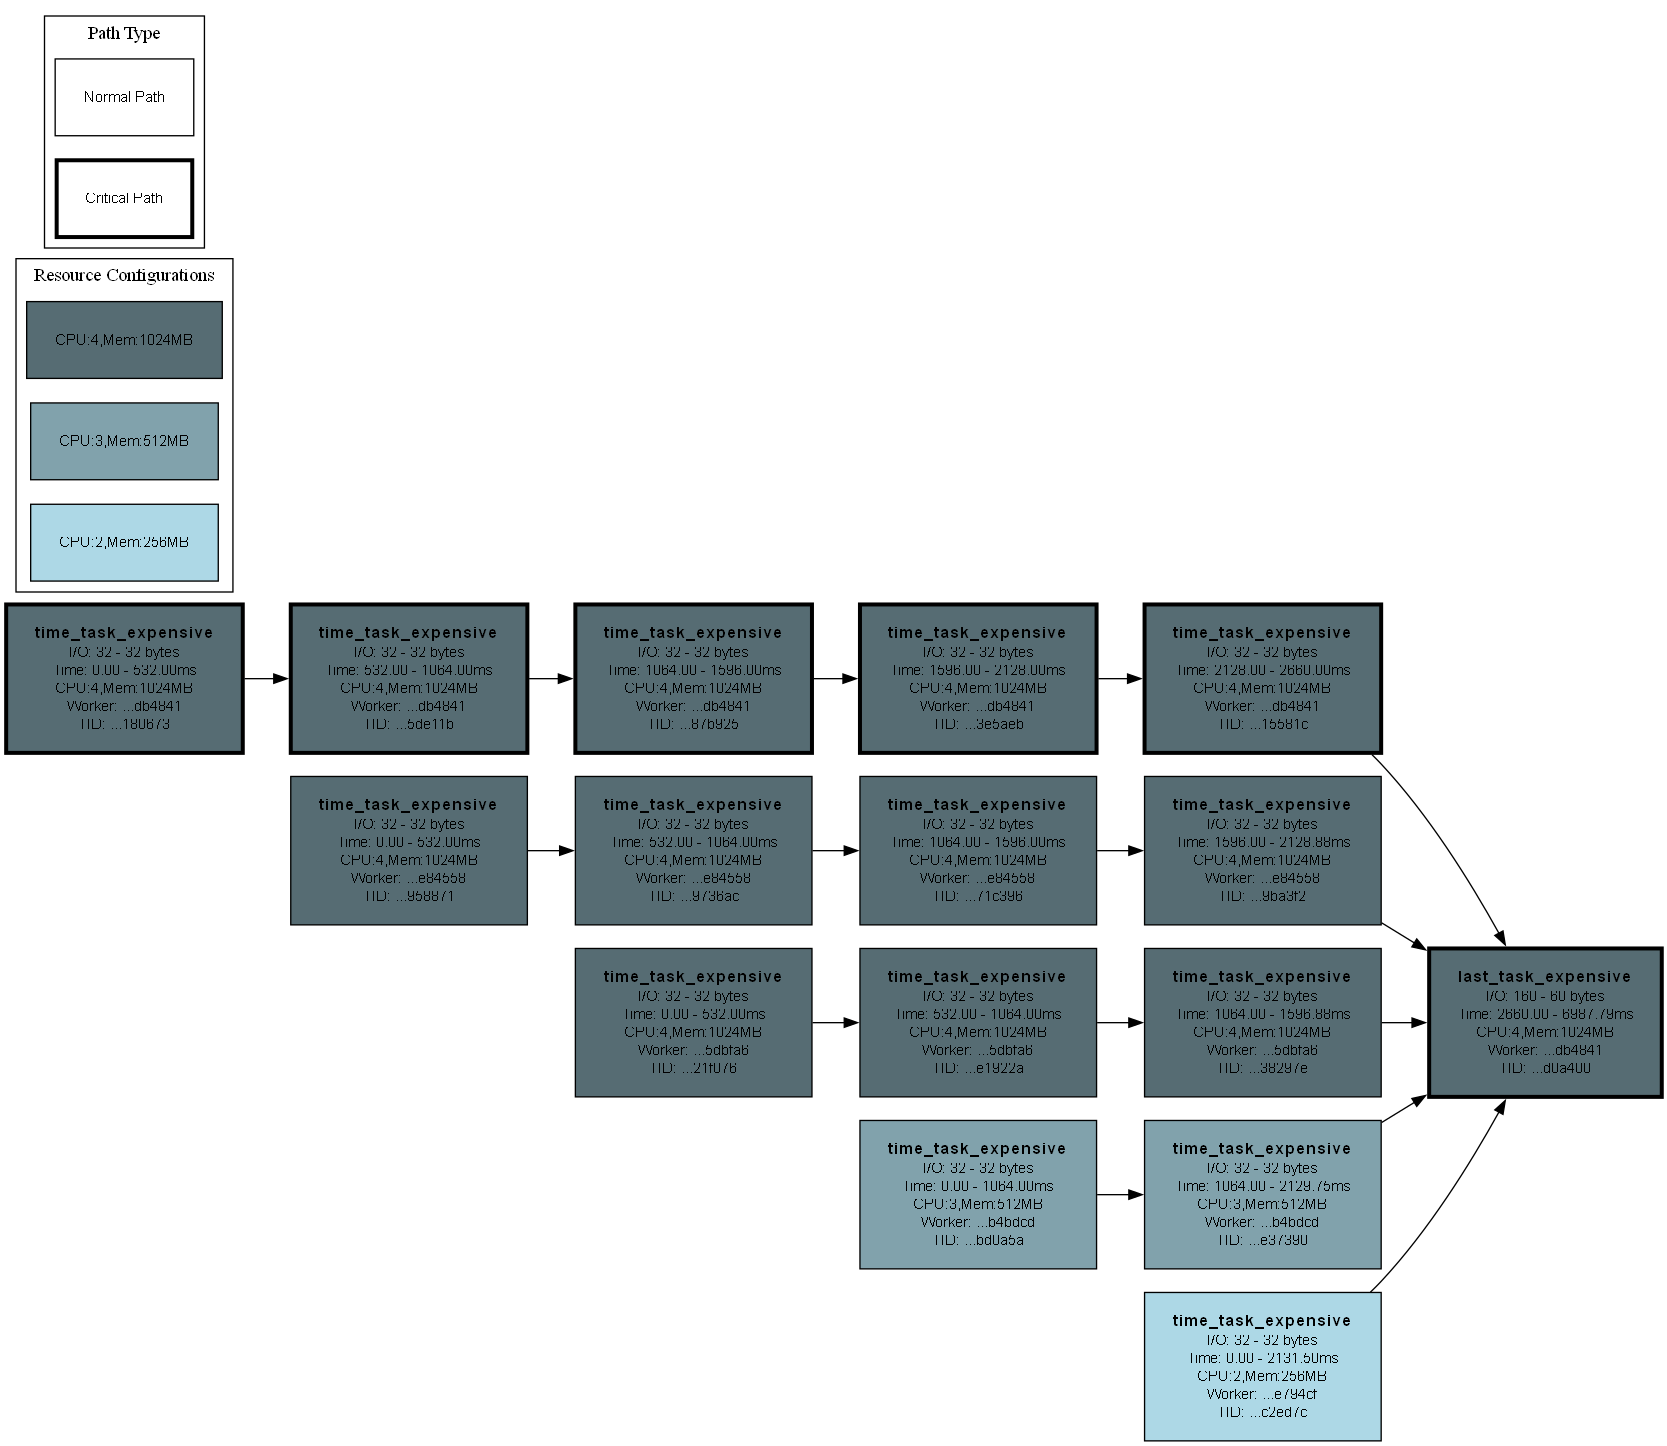 Path Type
Normal Path
Critical Path
Resource Configurations
CPU:4,Mem:1024MB
CPU:3,Mem:512MB
CPU:2,Mem:256MB
time_task_expensive
I/O: 32 - 32 bytes
Time: 0.00 - 532.00ms
CPU:4,Mem:1024MB
Worker: ...db4841
TID: ...180673
time_task_expensive
I/O: 32 - 32 bytes
Time: 532.00 - 1064.00ms
CPU:4,Mem:1024MB
Worker: ...db4841
TID: ...5de11b
time_task_expensive
I/O: 32 - 32 bytes
Time: 1064.00 - 1596.00ms
CPU:4,Mem:1024MB
Worker: ...db4841
TID: ...87b925
time_task_expensive
I/O: 32 - 32 bytes
Time: 1596.00 - 2128.00ms
CPU:4,Mem:1024MB
Worker: ...db4841
TID: ...3e5aeb
time_task_expensive
I/O: 32 - 32 bytes
Time: 2128.00 - 2660.00ms
CPU:4,Mem:1024MB
Worker: ...db4841
TID: ...15581c
time_task_expensive
I/O: 32 - 32 bytes
Time: 0.00 - 532.00ms
CPU:4,Mem:1024MB
Worker: ...e84558
TID: ...958871
time_task_expensive
I/O: 32 - 32 bytes
Time: 532.00 - 1064.00ms
CPU:4,Mem:1024MB
Worker: ...e84558
TID: ...9736ac
time_task_expensive
I/O: 32 - 32 bytes
Time: 1064.00 - 1596.00ms
CPU:4,Mem:1024MB
Worker: ...e84558
TID: ...71c396
time_task_expensive
I/O: 32 - 32 bytes
Time: 1596.00 - 2128.88ms
CPU:4,Mem:1024MB
Worker: ...e84558
TID: ...9ba3f2
time_task_expensive
I/O: 32 - 32 bytes
Time: 0.00 - 532.00ms
CPU:4,Mem:1024MB
Worker: ...5dbfa6
TID: ...21f076
time_task_expensive
I/O: 32 - 32 bytes
Time: 532.00 - 1064.00ms
CPU:4,Mem:1024MB
Worker: ...5dbfa6
TID: ...e1922a
time_task_expensive
I/O: 32 - 32 bytes
Time: 1064.00 - 1596.88ms
CPU:4,Mem:1024MB
Worker: ...5dbfa6
TID: ...38297e
last_task_expensive
I/O: 160 - 60 bytes
Time: 2660.00 - 6987.79ms
CPU:4,Mem:1024MB
Worker: ...db4841
TID: ...d0a400
time_task_expensive
I/O: 32 - 32 bytes
Time: 0.00 - 1064.00ms
CPU:3,Mem:512MB
Worker: ...b4bdcd
TID: ...bd0a5a
time_task_expensive
I/O: 32 - 32 bytes
Time: 1064.00 - 2129.75ms
CPU:3,Mem:512MB
Worker: ...b4bdcd
TID: ...e37390
time_task_expensive
I/O: 32 - 32 bytes
Time: 0.00 - 2131.50ms
CPU:2,Mem:256MB
Worker: ...e794cf
TID: ...c2ed7c